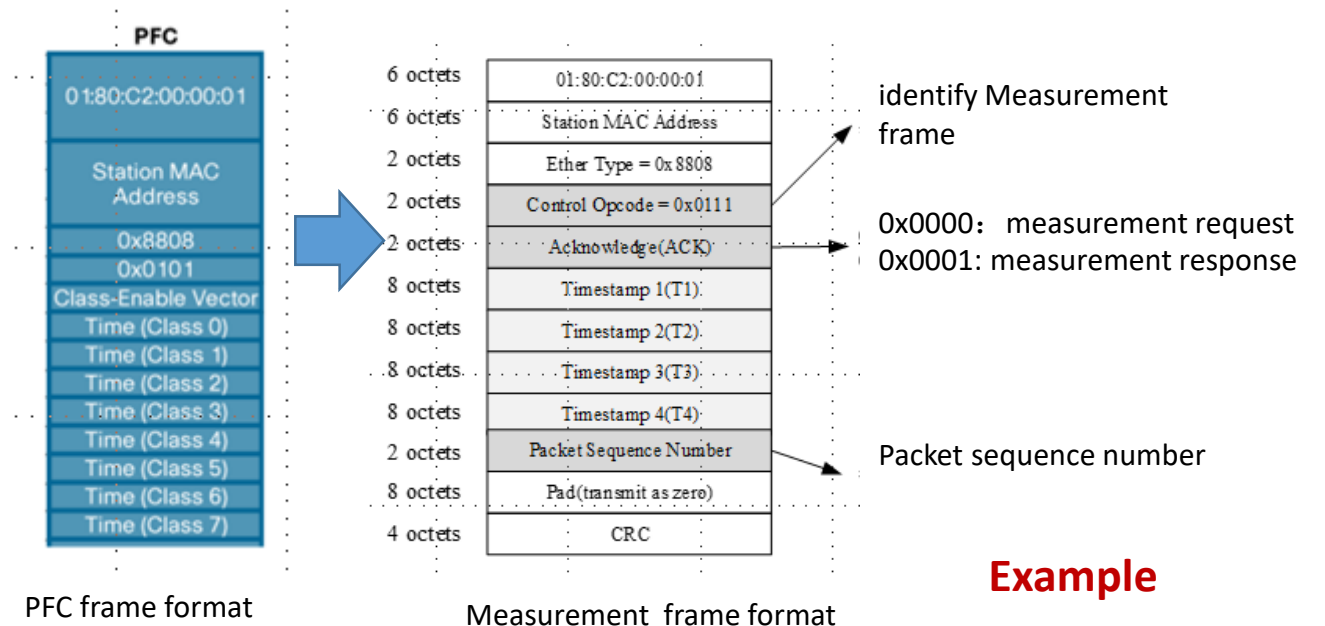 PFC
01:80:C2:00:00:01
Station MAC
Address
0x8808
0x0101
Class-Enable Vector
Time (Class 0)
Time (Class 1)
Time (Class 2)
Time (Class 3)
Time (Class 4)
Time (Class 5)
Time (Class 6)
Time (Class 7)
PFC frame format
6 octets 01:80:C2:00:00:01
6 octets Station MAC Address
2 octets Ether Type = 0x8808
2 octets Control Opcode = 0x0111
2 octets Acknowledge(ACK)
8 octets Timestamp 1(T1)
8 octets Timestamp 2(T2)
8 octets Timestamp 3(T3)
8 octets Timestamp 4(T4)
2 octets Packet Sequence Number
8 octets Pad(transmit as zero)
4 octets CRC
Measurement frame format
identify Measurement
frame
0x0000： measurement request
0x0001: measurement response
Packet sequence number
Example